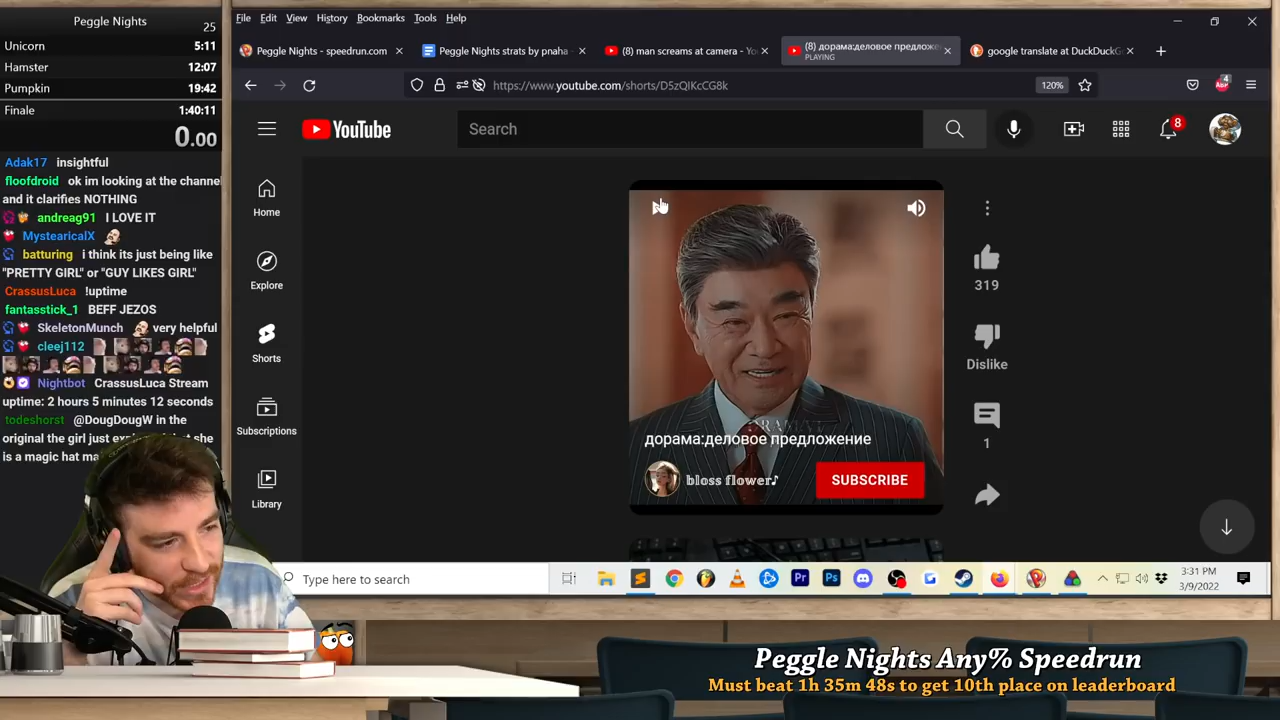 Peggle Nights
25
Unicorn 5:11
Hamster 12:07
Pumpkin 19:42
Finale 1:40:11
0.00
Adak17 insightful
floofdroid ok im looking at the channel
and it clarifies NOTHING
andreag91 I LOVE IT
MystearicalX
batturing i think its just being like
"PRETTY GIRL" or "GUY LIKES GIRL"
CrassusLuca !uptime
fantasstick_1 BEFF JEZOS
SkeletonMunch very helpful
cleej112
Nightbot CrassusLuca Stream
uptime: 2 hours 5 minutes 12 seconds
todeshorst @DougDougW in the
original the girl just
is a magic hat
File Edit View History Bookmarks Tools Help
Peggle Nights - speedrun.com
Peggle Nights strats by pnaha -
(8) man screams at camera - Yo
(8) дорама:деловое предложе
PLAYING
google translate at DuckDuckG
https://www.youtube.com/shorts/D5zQIKcCG8k
120%
4
YouTube
Search
8
Home
Explore
Shorts
Subscriptions
Library
дорама:деловое предложение
bloss flower♪
SUBSCRIBE
319
Dislike
1
Type here to search
Pr
Ps
3:31 PM
3/9/2022
Peggle Nights Any% Speedrun
Must beat 1h 35m 48s to get 10th place on leaderboard